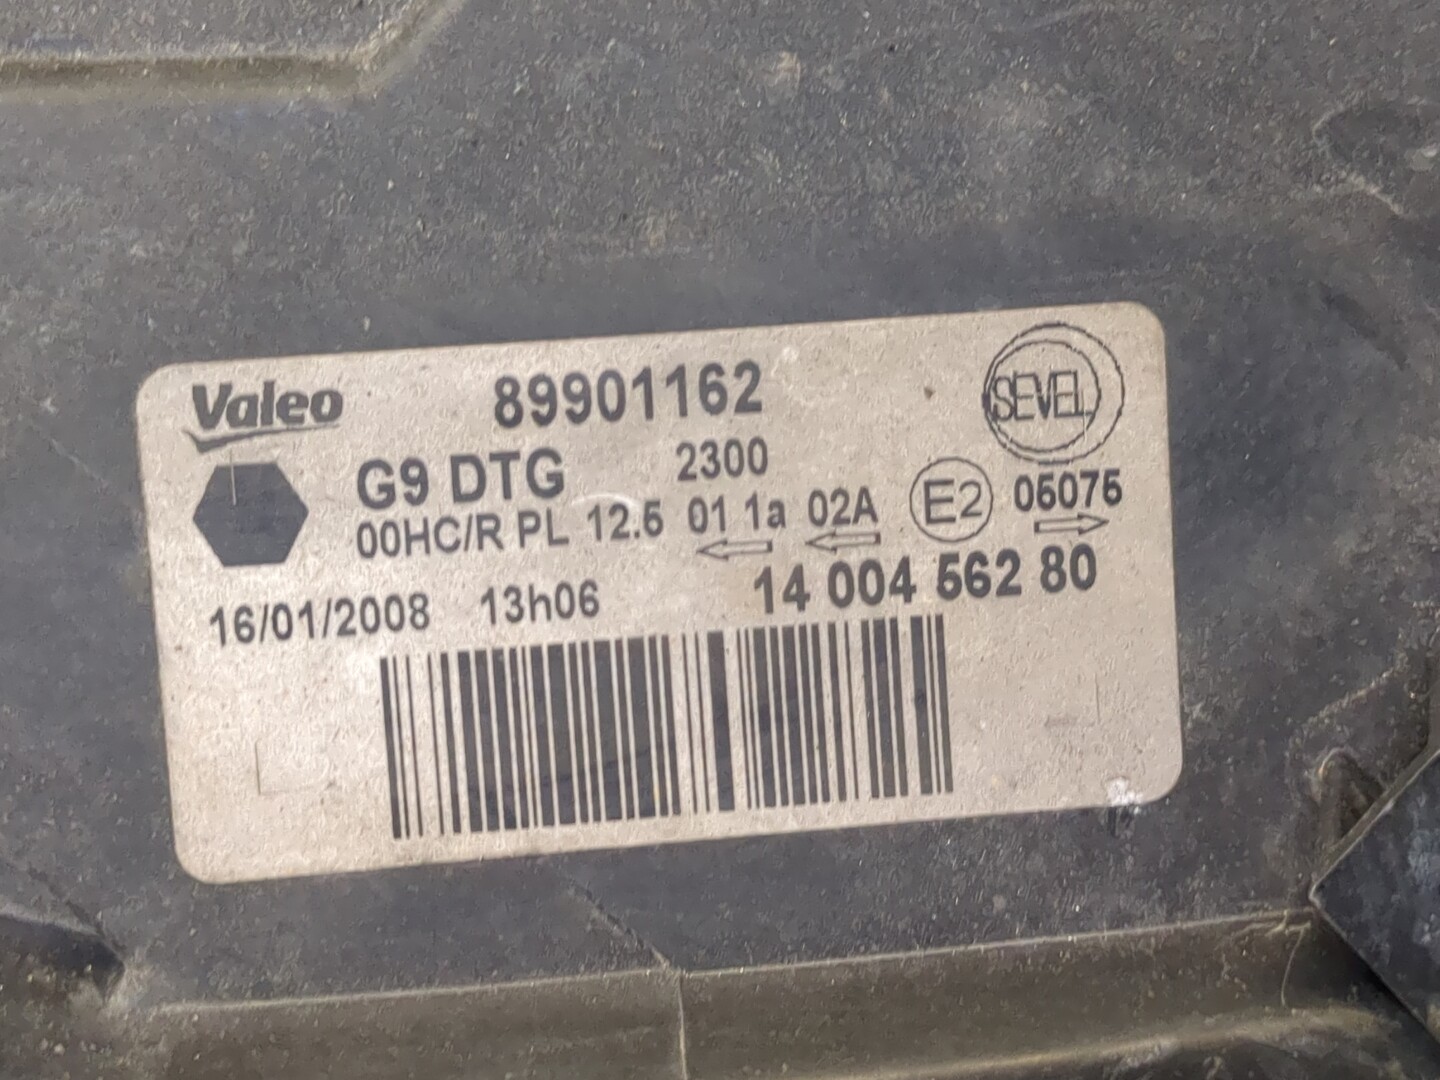 Valeo 89901162 SEVEL
G9 DTG 2300
00HC/R PL 12.5 01 1a 02A E2 05075
16/01/2008 13h06 14 004 562 80